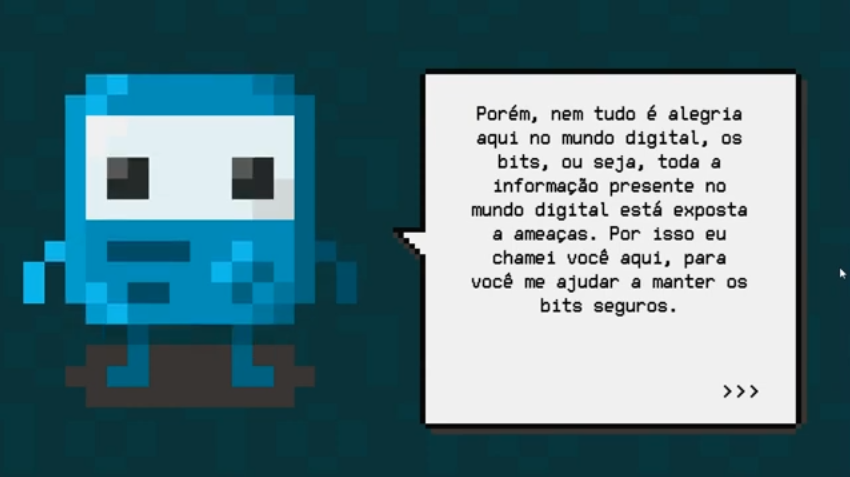 Porém, nem tudo é alegria
aqui no mundo digital, os
bits, ou seja, toda a
informação presente no
mundo digital está exposta
a ameaças. Por isso eu
chamei você aqui, para
você me ajudar a manter os
bits seguros.
>>>